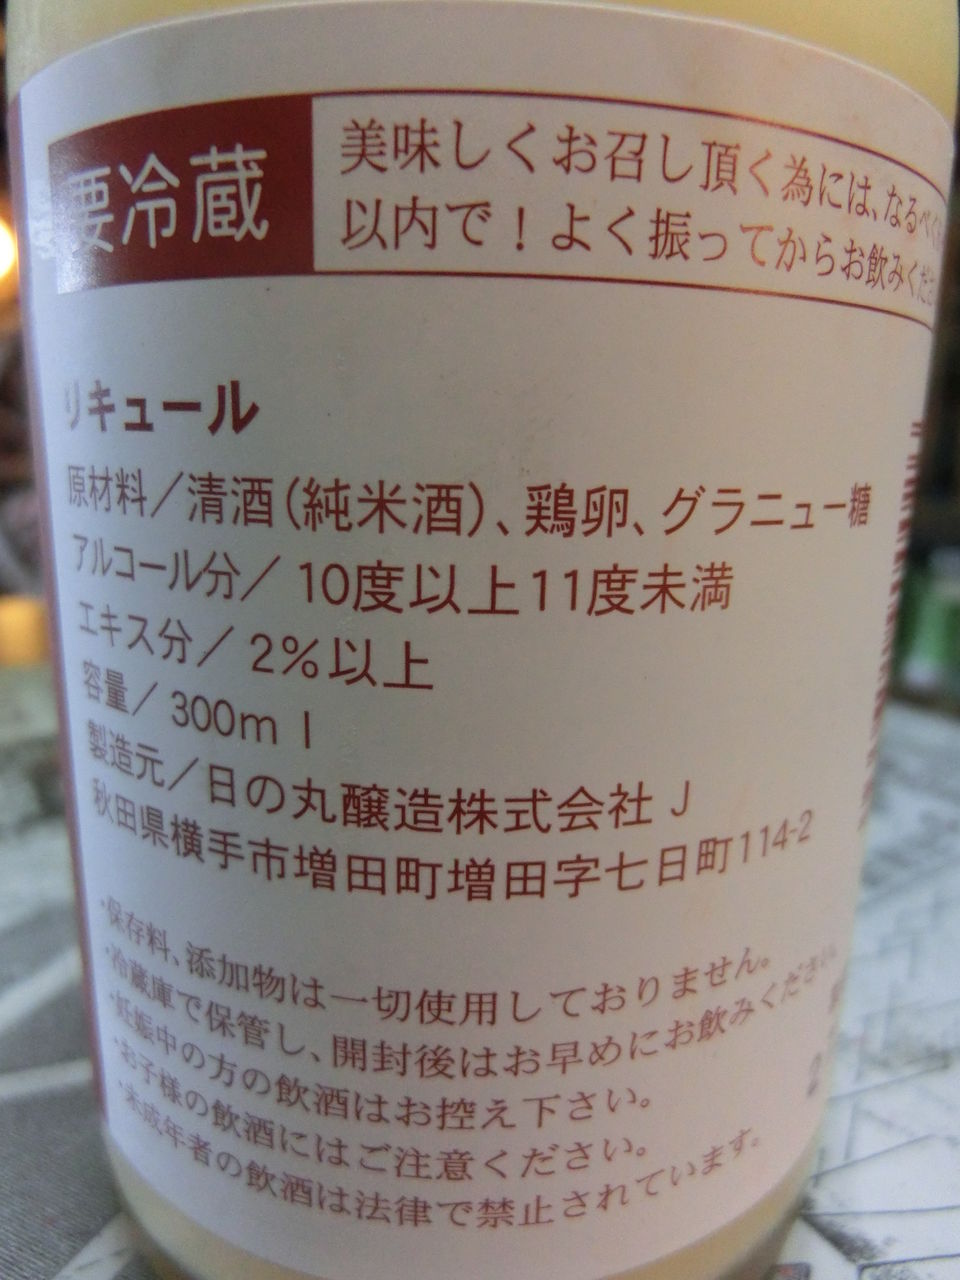 要冷蔵
美味しくお召し頂く為には、なるべく
以内で！よく振ってからお飲みくだ
リキュール
原材料／清酒（純米酒）、鶏卵、グラニュー糖
アルコール分／10度以上11度未満
エキス分／2％以上
容量／300ml
製造元／日の丸醸造株式会社 J
秋田県横手市増田町増田字七日町114-2
・保存料、添加物は一切使用しておりません。
・冷蔵庫で保管し、開封後はお早めにお飲みください。
・妊娠中の方の飲酒はお控え下さい。
・お子様の飲酒にはご注意ください。
・未成年者の飲酒は法律で禁止されています。